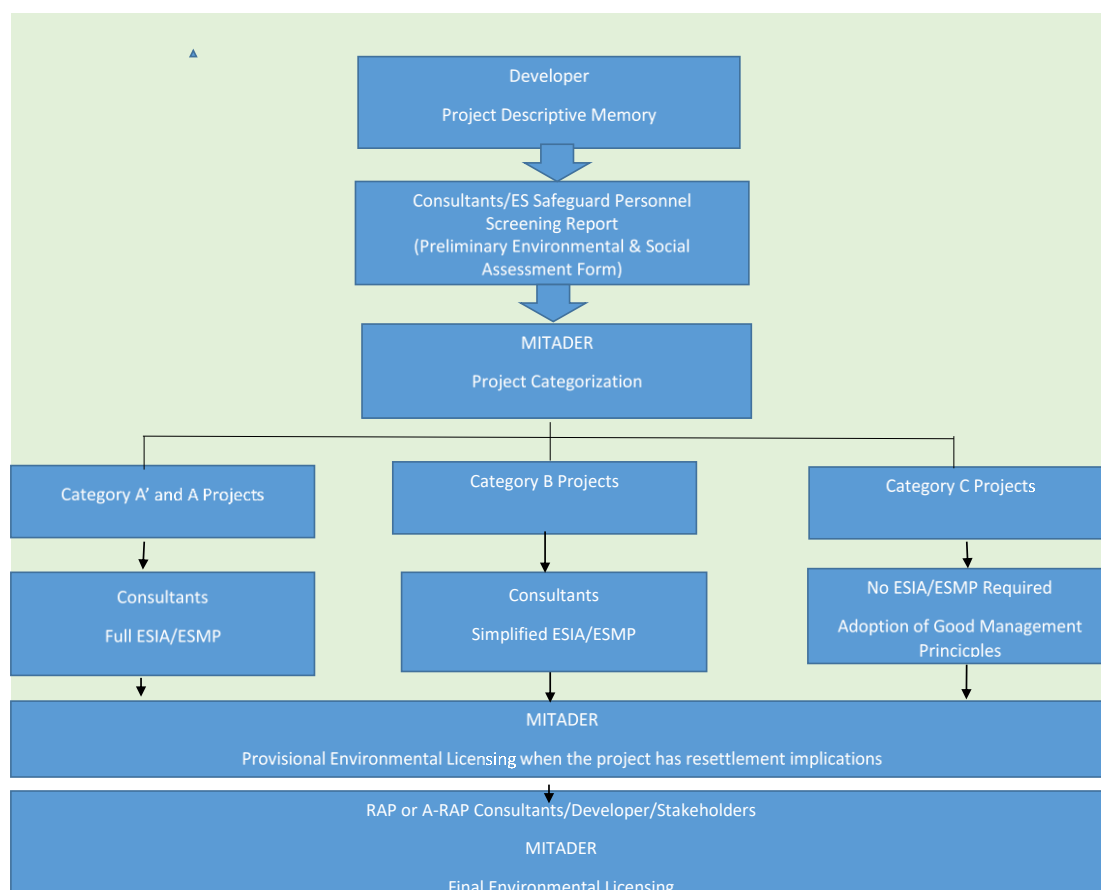 Developer
Project Descriptive Memory
Consultants/ES Safeguard Personnel
Screening Report
(Preliminary Environmental & Social
Assessment Form)
MITADER
Project Categorization
Category A’ and A Projects
Category B Projects
Category C Projects
Consultants
Full ESIA/ESMP
Consultants
Simplified ESIA/ESMP
No ESIA/ESMP Required
Adoption of Good Management
Princicples
MITADER
Provisional Environmental Licensing when the project has resettlement implications
RAP or A-RAP Consultants/Developer/Stakeholders
MITADER
Final Environmental Licensing